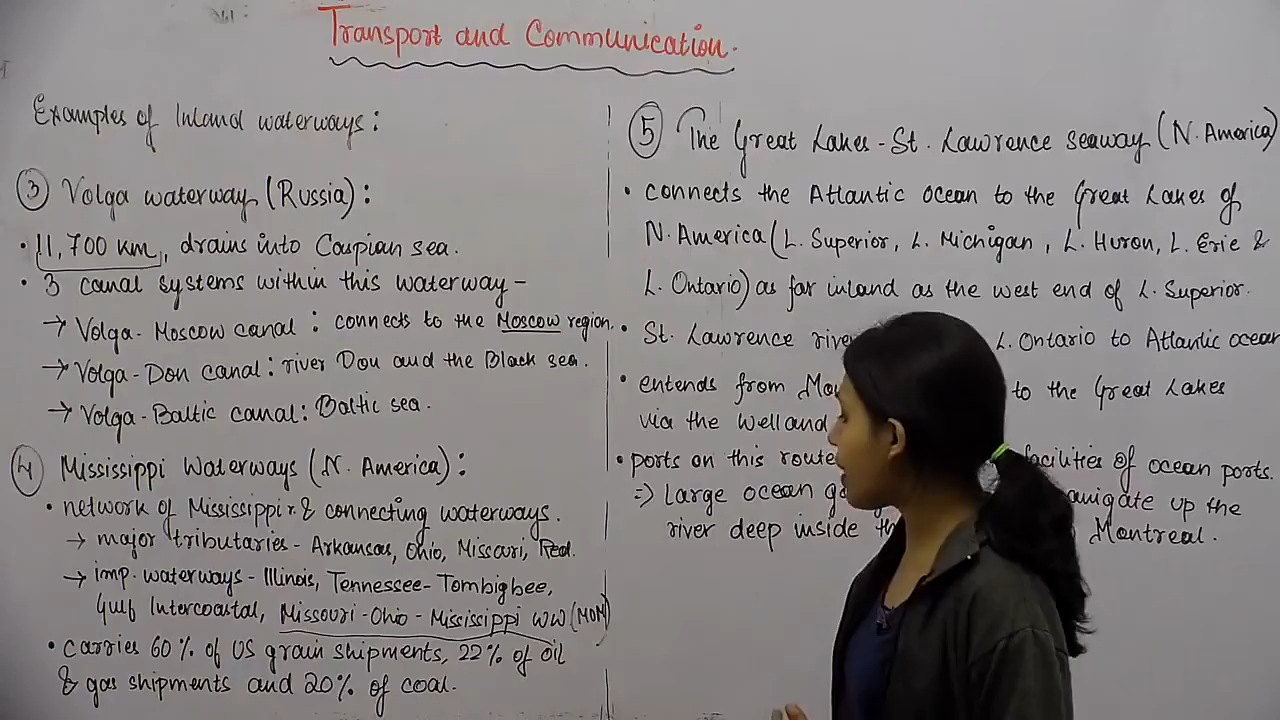 Transport and Communication.
Examples of Inland waterways:
③ Volga waterway (Russia):
• 11,700 km, drains into Caspian sea.
• 3 canal systems within this waterway -
→ Volga-Moscow canal: connects to the Moscow region.
→ Volga-Don canal: river Don and the Black sea.
→ Volga-Baltic canal: Baltic sea.
④ Mississippi Waterways (N. America):
• network of Mississippi r. & connecting waterways.
→ major tributaries - Arkansas, Ohio, Missouri, Red.
→ imp. waterways - Illinois, Tennessee-Tombigbee,
Gulf Intercoastal, Missouri-Ohio-Mississippi WW (MOM)
• carries 60% of US grain shipments, 22% of oil
& gas shipments and 20% of coal.
⑤ The Great Lakes - St. Lawrence seaway (N. America)
• connects the Atlantic ocean to the Great Lakes of
N. America (L. Superior, L. Michigan, L. Huron, L. Erie &
L. Ontario) as far inland as the west end of L. Superior.
• St. Lawrence river L. Ontario to Atlantic ocean
• entends from to the Great Lakes
via the welland
• ports on this route facilities of ocean ports.
⇒ Large ocean navigate up the
river deep inside Montreal.